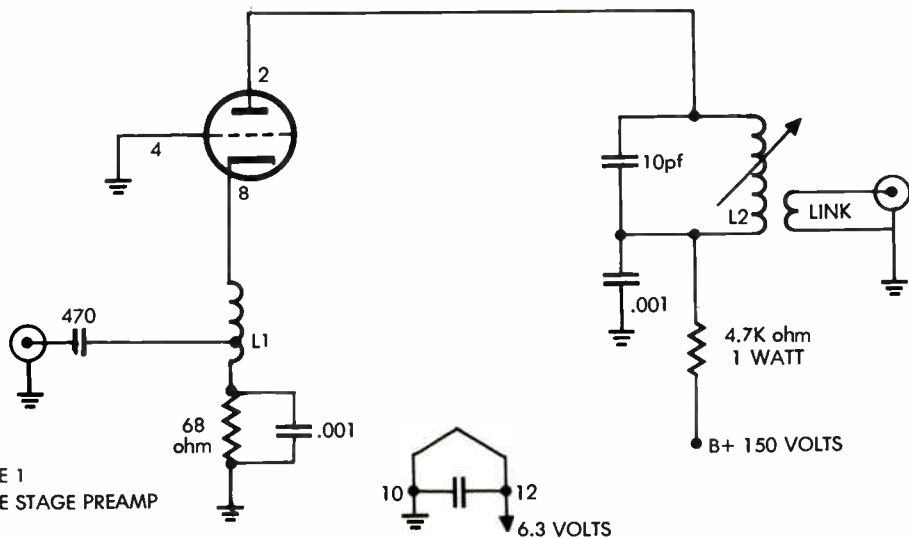 2
4
8
10pf
L2
LINK
470
L1
.001
4.7K ohm
1 WATT
68
ohm
.001
B+ 150 VOLTS
E 1
E STAGE PREAMP
10
12
6.3 VOLTS